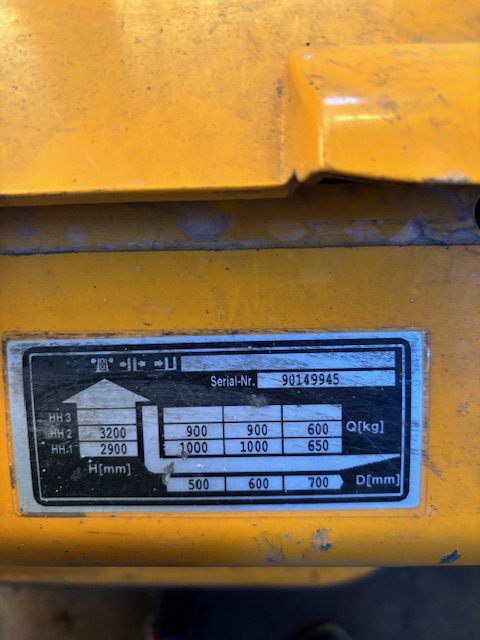 Serial-Nr. 90149945
HH 3
HH 2 3200 900 900 600 Q[kg]
HH.1 2900 1000 1000 650
H[mm]
500 600 700 D[mm]